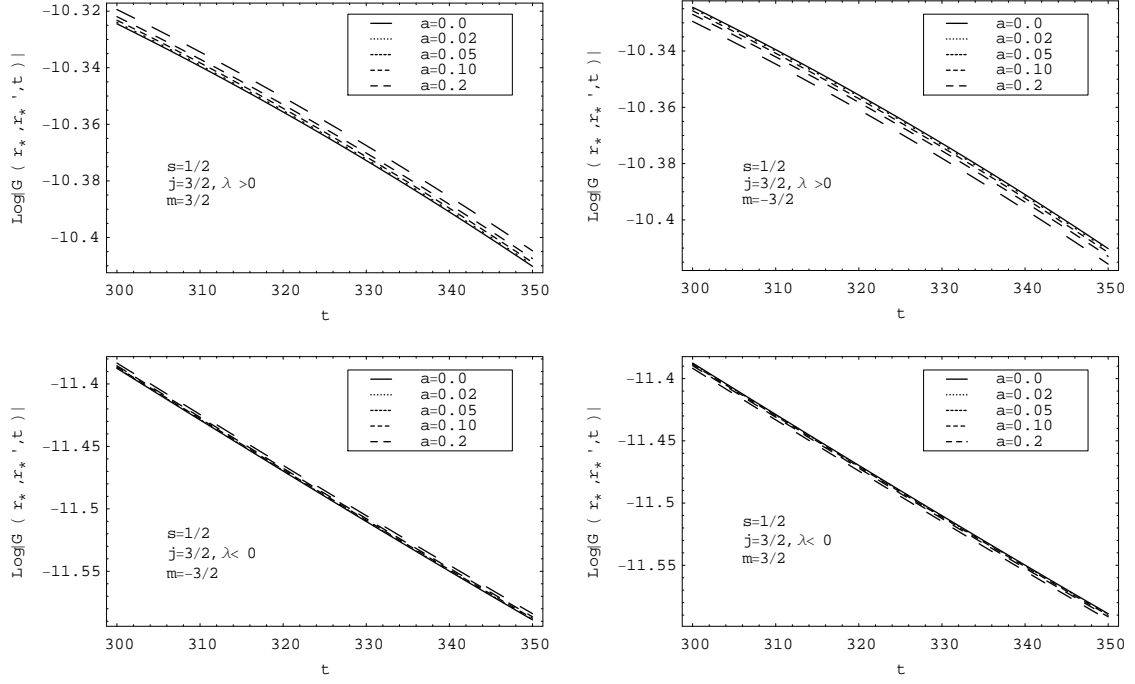 Log|G ( r* ,r* ',t )|
-10.32
-10.34
-10.36
-10.38
-10.4
a=0.0
a=0.02
a=0.05
a=0.10
a=0.2
s=1/2
j=3/2, λ >0
m=3/2
300 310 320 330 340 350
t
Log|G ( r* ,r* ',t )|
-10.34
-10.36
-10.38
-10.4
a=0.0
a=0.02
a=0.05
a=0.10
a=0.2
s=1/2
j=3/2, λ >0
m=-3/2
300 310 320 330 340 350
t
Log|G ( r* ,r* ',t )|
-11.4
-11.45
-11.5
-11.55
a=0.0
a=0.02
a=0.05
a=0.10
a=0.2
s=1/2
j=3/2, λ< 0
m=-3/2
300 310 320 330 340 350
t
Log|G ( r* ,r* ',t )|
-11.4
-11.45
-11.5
-11.55
a=0.0
a=0.02
a=0.05
a=0.10
a=0.2
s=1/2
j=3/2, λ< 0
m=3/2
300 310 320 330 340 350
t